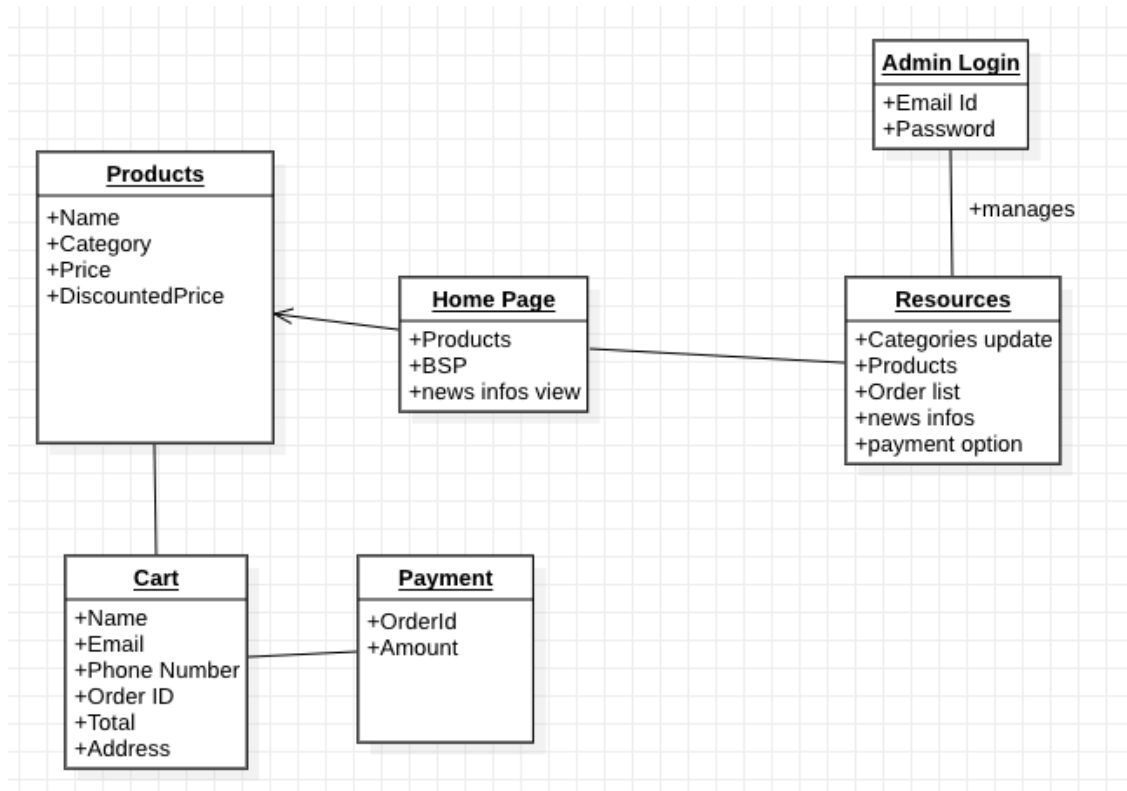 Admin Login
+Email Id
+Password
+manages
Products
+Name
+Category
+Price
+DiscountedPrice
Home Page
+Products
+BSP
+news infos view
Resources
+Categories update
+Products
+Order list
+news infos
+payment option
Cart
+Name
+Email
+Phone Number
+Order ID
+Total
+Address
Payment
+OrderId
+Amount